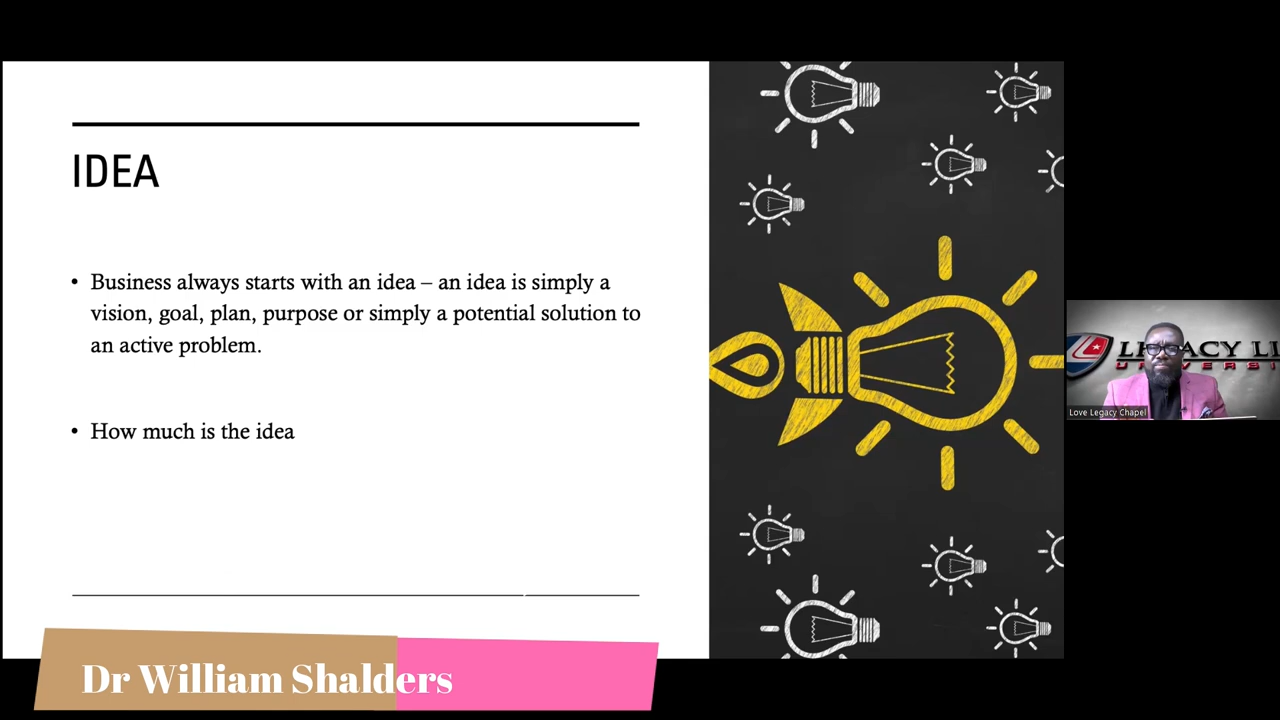 IDEA
• Business always starts with an idea – an idea is simply a
vision, goal, plan, purpose or simply a potential solution to
an active problem.
• How much is the idea
Love Legacy Chapel
Dr William Shalders